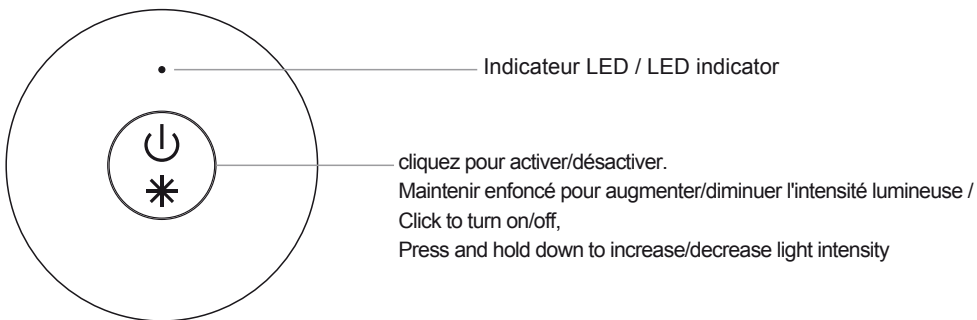 Indicateur LED / LED indicator
cliquez pour activer/désactiver.
Maintenir enfoncé pour augmenter/diminuer l'intensité lumineuse /
Click to turn on/off,
Press and hold down to increase/decrease light intensity